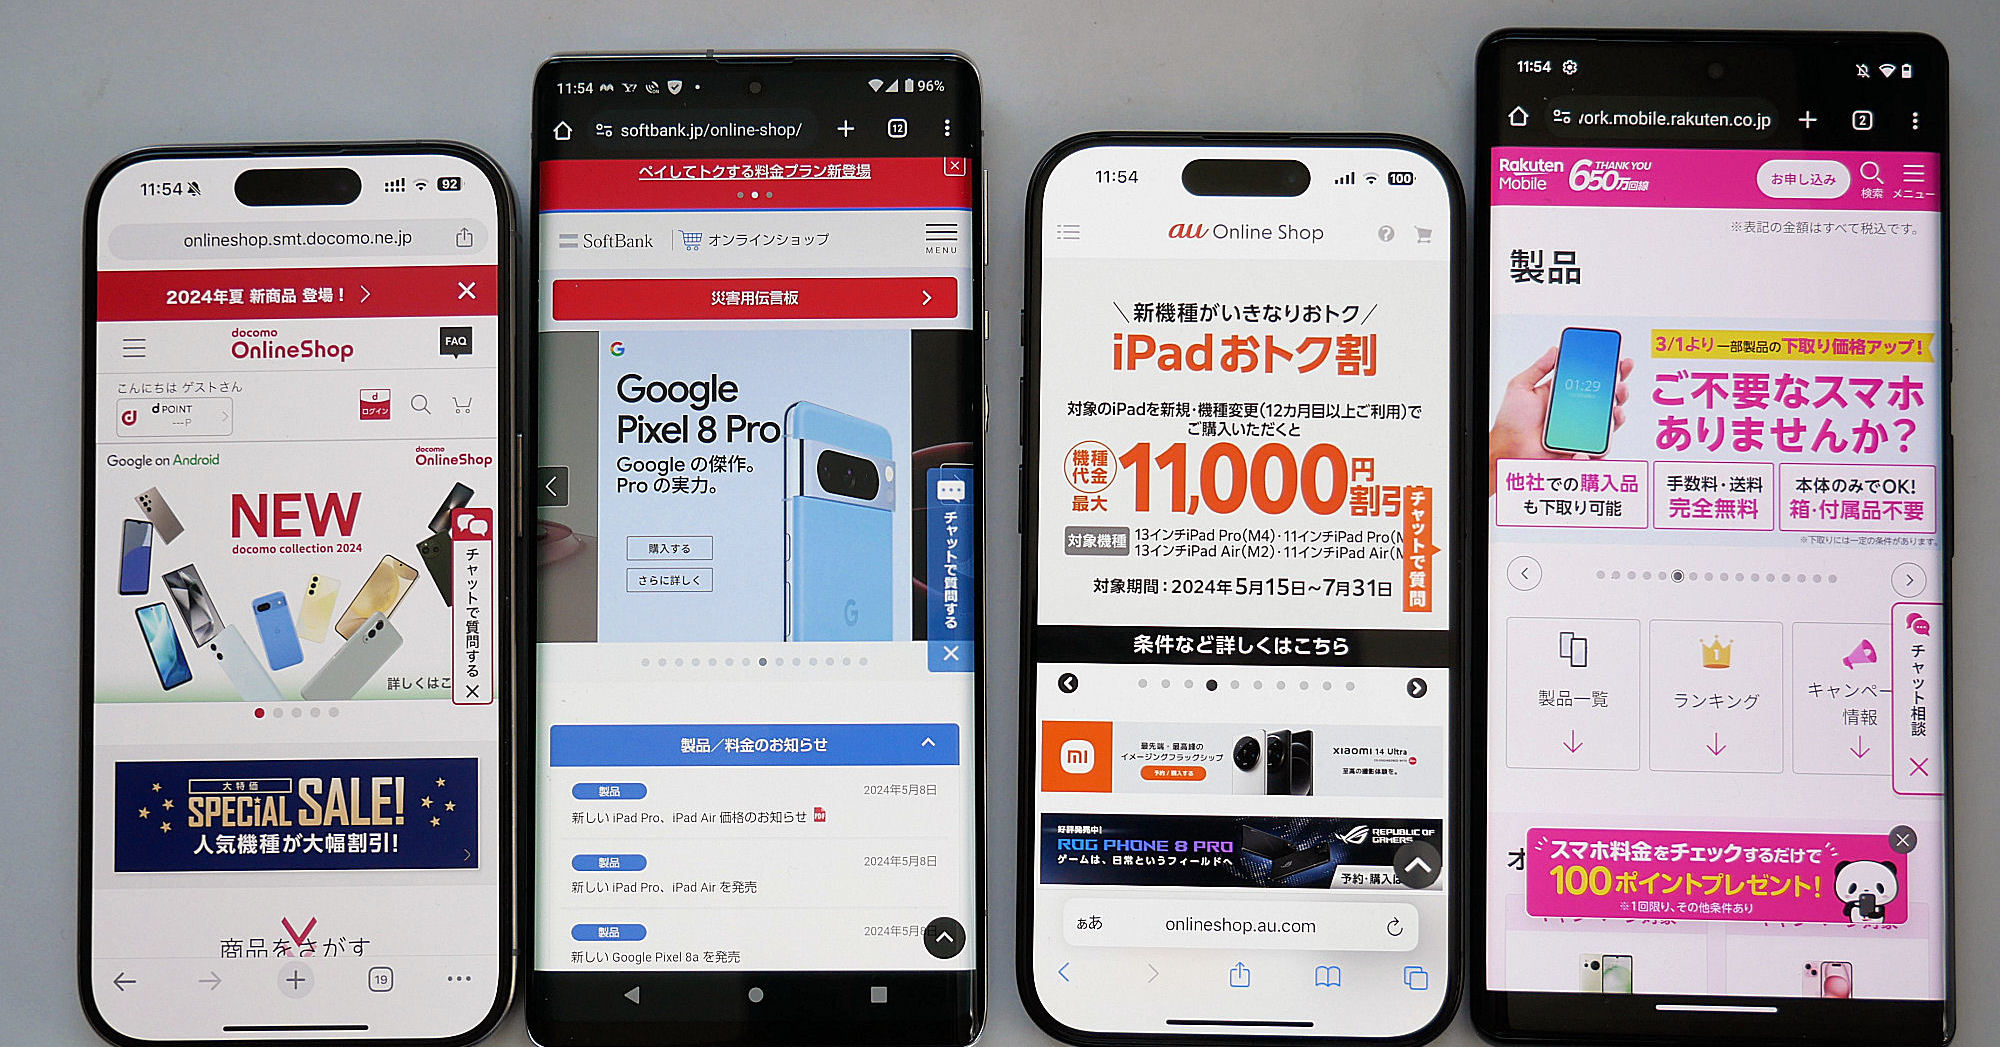 11:54
92
onlineshop.smt.docomo.ne.jp
2024年夏 新商品 登場！
docomo
OnlineShop
FAQ
こんにちは ゲストさん
d POINT
---P
d
ログイン
Google on Android
docomo
OnlineShop
NEW
docomo collection 2024
チャットで質問する
詳しくはこ
大特価
SPECIAL SALE!
人気機種が大幅割引！
商品をさがす
19
11:54
96%
softbank.jp/online-shop/
12
ペイしてトクする料金プラン新登場
SoftBank
オンラインショップ
MENU
災害用伝言板
Google
Pixel 8 Pro
Google の傑作。
Pro の実力。
購入する
さらに詳しく
チャットで質問する
製品／料金のお知らせ
製品
2024年5月8日
新しい iPad Pro、iPad Air 価格のお知らせ
PDF
製品
2024年5月8日
新しい iPad Pro、iPad Air を発売
製品
2024年5月8日
新しい Google Pixel 8a を発売
11:54
100
au Online Shop
＼新機種がいきなりおトク／
iPadおトク割
対象のiPadを新規・機種変更（12カ月目以上ご利用）で
ご購入いただくと
機種代金
最大
11,000円
割引
チャットで質問
対象機種
13インチiPad Pro（M4）・11インチiPad Pro（M
13インチiPad Air（M2）・11インチiPad Air（M
対象期間：2024年5月15日～7月31日
条件など詳しくはこちら
mi
最先端・最高峰の
イメージングフラッグシップ
予約 / 購入する
XIAOMI 14 Ultra
至高の撮影体験を。
好評発売中！
ROG PHONE 8 PRO
ゲームは、日常というフィールドへ
REPUBLIC OF
GAMERS
予約・購入は
ぁあ
onlineshop.au.com
11:54
ork.mobile.rakuten.co.jp
2
Rakuten
Mobile
THANK YOU
650万回線
お申し込み
検索
メニュー
※表記の金額はすべて税込です。
製品
3/1より一部製品の下取り価格アップ！
01:29
ご不要なスマホ
ありませんか？
他社での購入品
も下取り可能
手数料・送料
完全無料
本体のみでOK！
箱・付属品不要
※下取りには一定の条件があります。
製品一覧
ランキング
1
キャンペー
情報
チャット相談
オ
スマホ料金をチェックするだけで
100ポイントプレゼント！
※1回限り、その他条件あり